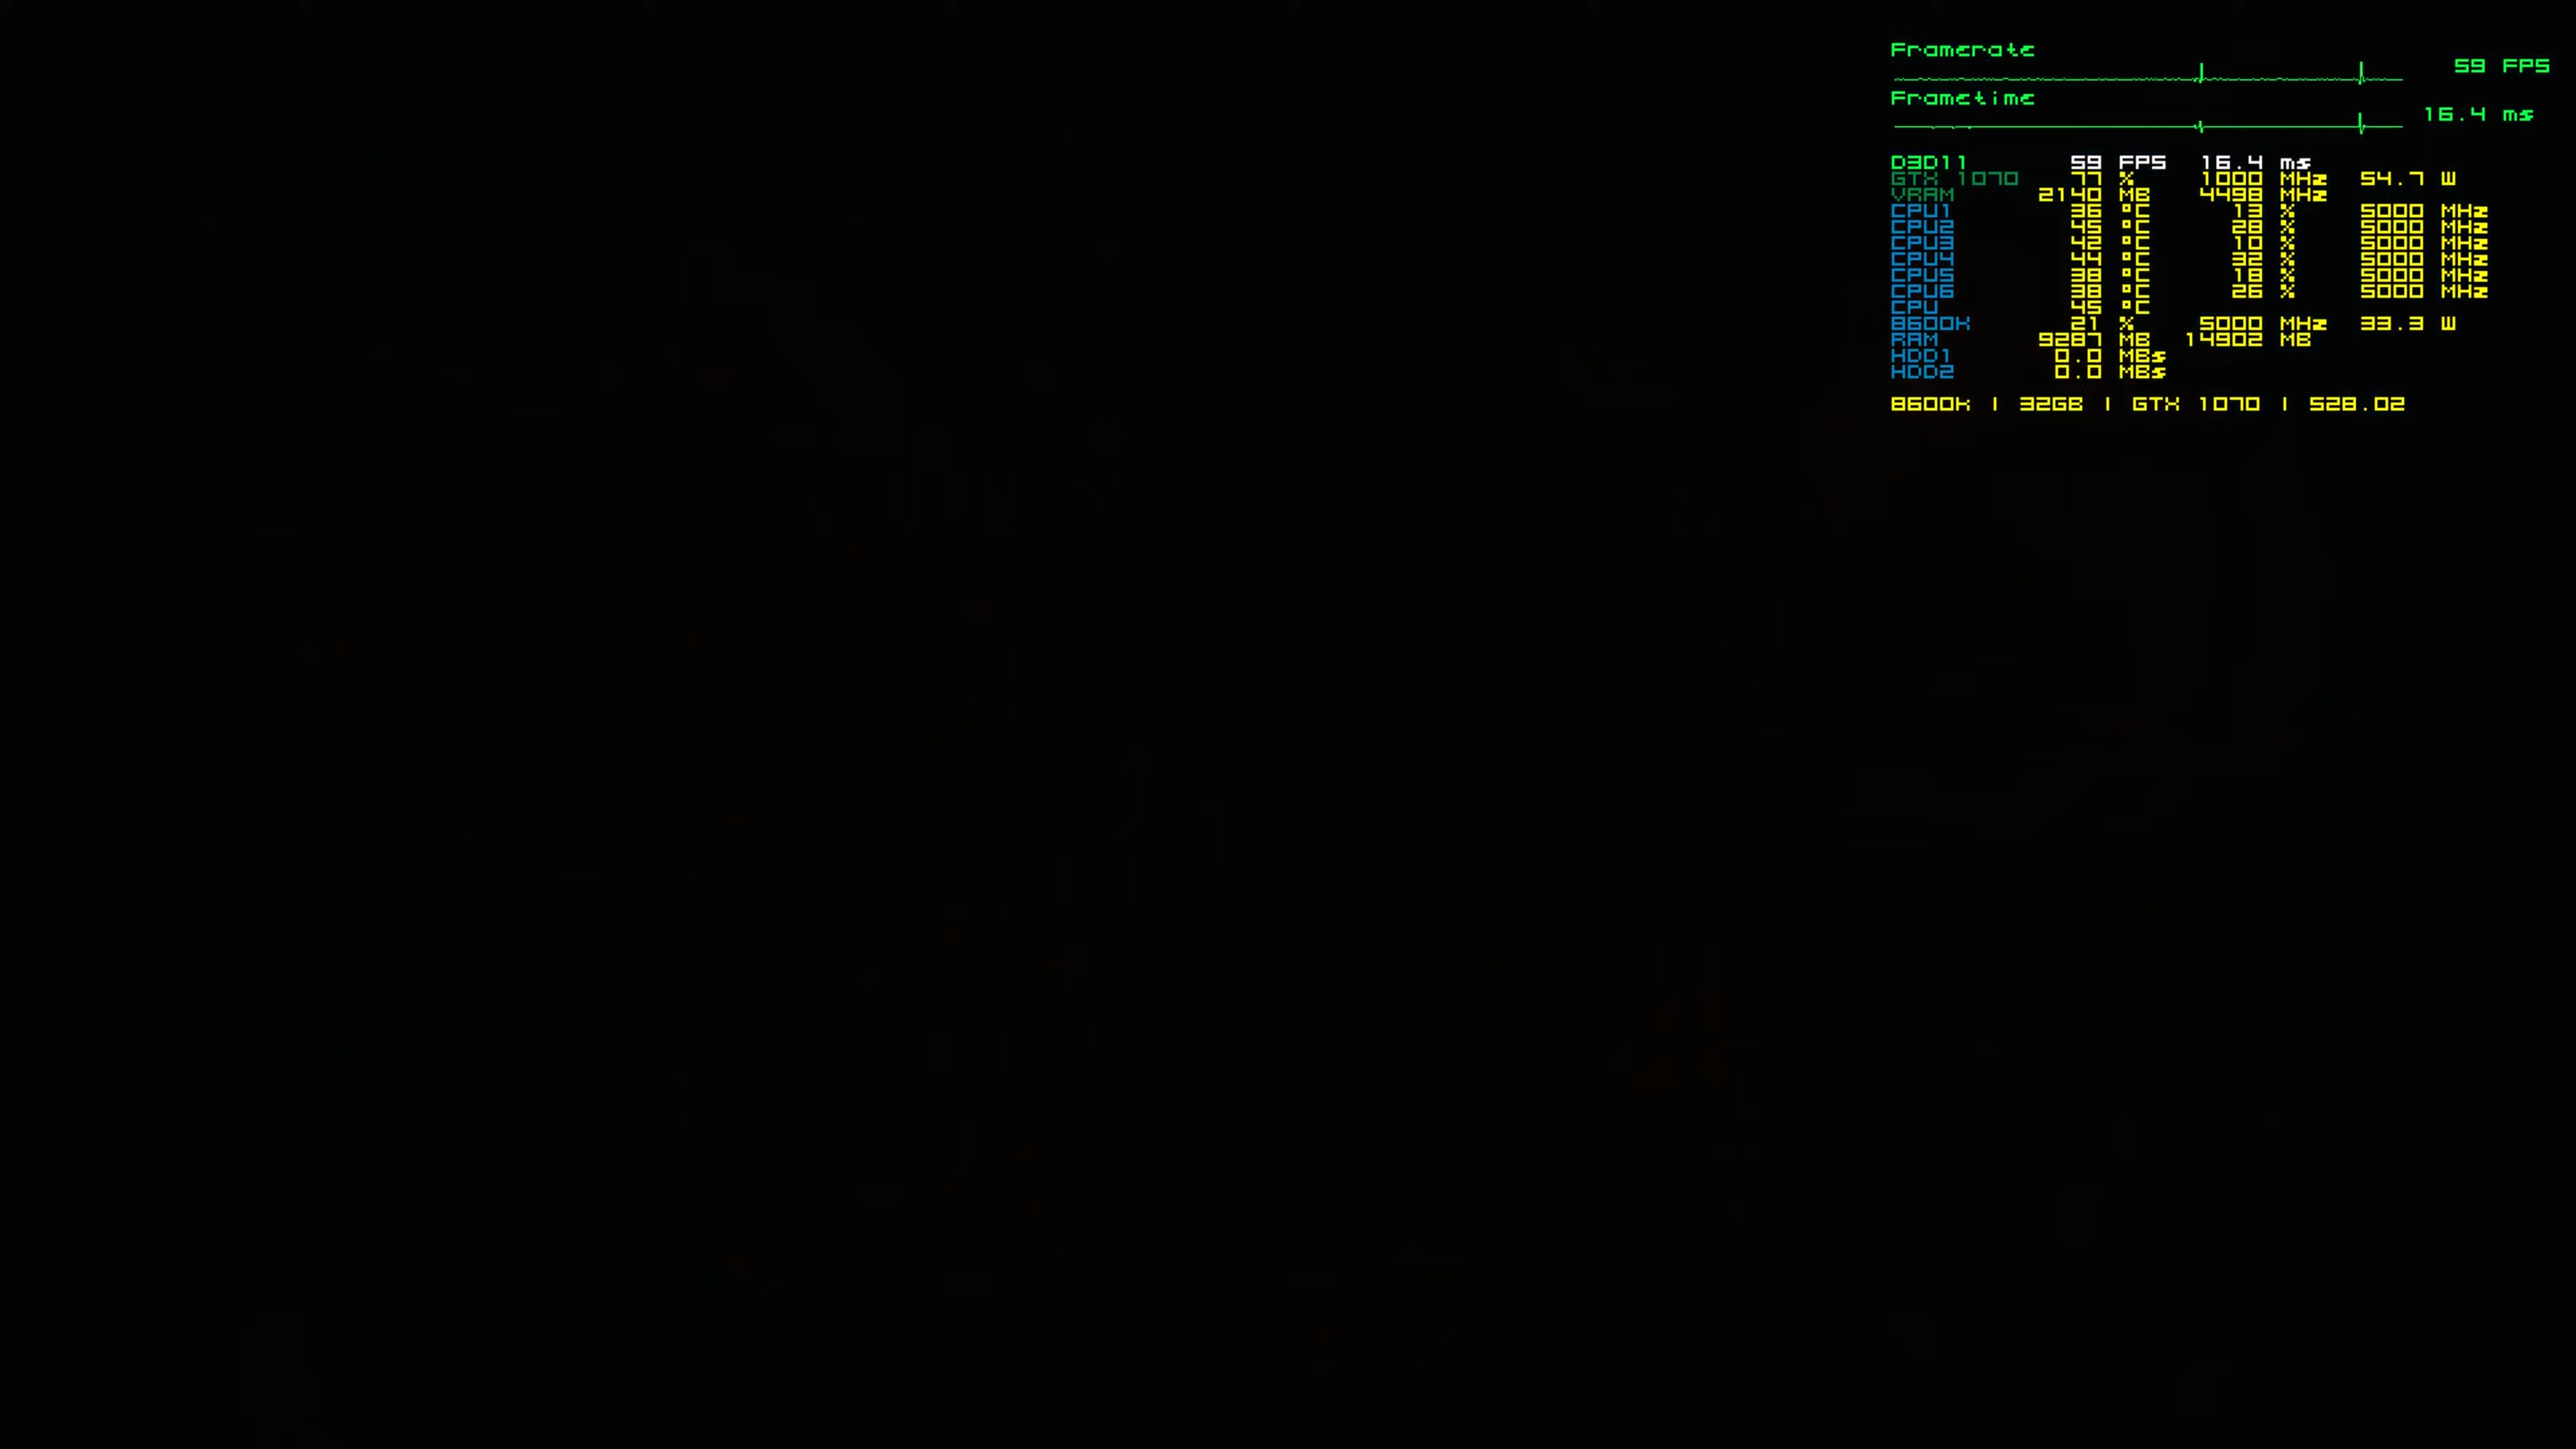 Framerate
59 FPS
Frametime
16.4 ms
D3D11 59 FPS 16.4 ms
GTX 1070 77 % 1000 MHz 54.7 W
VRAM 2140 MB 4498 MHz
CPU1 36 °C 13 % 5000 MHz
CPU2 45 °C 28 % 5000 MHz
CPU3 42 °C 10 % 5000 MHz
CPU4 44 °C 32 % 5000 MHz
CPU5 38 °C 18 % 5000 MHz
CPU6 38 °C 26 % 5000 MHz
CPU 45 °C
8600K 21 % 5000 MHz 33.3 W
RAM 9287 MB 14902 MB
HDD1 0.0 MBs
HDD2 0.0 MBs
8600k | 32GB | GTX 1070 | 528.02